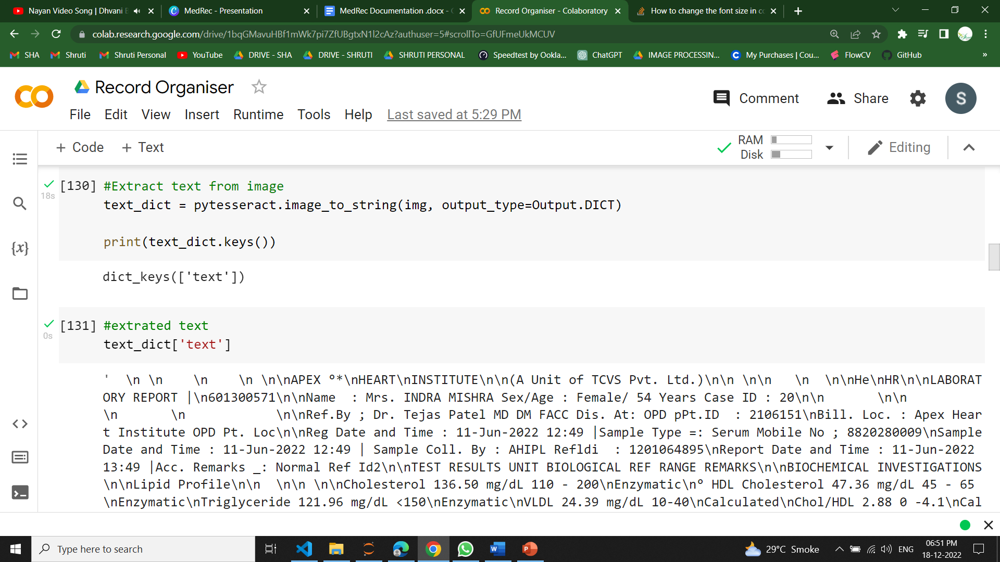 Nayan Video Song | Dhvani B
MedRec - Presentation
MedRec Documentation .docx - G
Record Organiser - Colaboratory
How to change the font size in co
colab.research.google.com/drive/1bqGMavuHBf1mWk7pi7ZfUBgtxN1l2cAz?authuser=5#scrollTo=GfUFmeUkMCUV
SHA
Shruti
Shruti Personal
YouTube
DRIVE - SHA
DRIVE - SHRUTI
SHRUTI PERSONAL
Speedtest by Ookla...
ChatGPT
IMAGE PROCESSIN...
My Purchases | Cou...
FlowCV
GitHub
»
Record Organiser
Comment
Share
S
File Edit View Insert Runtime Tools Help Last saved at 5:29 PM
+ Code + Text
RAM
Disk
Editing
[130] #Extract text from image
18s
text_dict = pytesseract.image_to_string(img, output_type=Output.DICT)
print(text_dict.keys())
{x}
dict_keys(['text'])
[131] #extrated text
0s
text_dict['text']
'  \n \n    \n    \n \n\nAPEX °*\nHEART\nINSTITUTE\n\n(A Unit of TCVS Pvt. Ltd.)\n\n \n\n   \n  \n\nHe\nHR\n\nLABORAT
ORY REPORT |\n601300571\n\nName  : Mrs. INDRA MISHRA Sex/Age : Female/ 54 Years Case ID : 20\n\n       \n\n
\n       \n            \n\nRef.By ; Dr. Tejas Patel MD DM FACC Dis. At: OPD pPt.ID  : 2106151\nBill. Loc. : Apex Hear
t Institute OPD Pt. Loc\n\nReg Date and Time : 11-Jun-2022 12:49 |Sample Type =: Serum Mobile No ; 8820280009\nSample
Date and Time : 11-Jun-2022 12:49 | Sample Coll. By : AHIPL Refldi  : 1201064895\nReport Date and Time : 11-Jun-2022
13:49 |Acc. Remarks _: Normal Ref Id2\n\nTEST RESULTS UNIT BIOLOGICAL REF RANGE REMARKS\n\nBIOCHEMICAL INVESTIGATIONS
\n\nLipid Profile\n\n  \n\n \n\nCholesterol 136.50 mg/dL 110 - 200\nEnzymatic\n° HDL Cholesterol 47.36 mg/dL 45 - 65
\nEnzymatic\nTriglyceride 121.96 mg/dL <150\nEnzymatic\nVLDL 24.39 mg/dL 10-40\nCalculated\nChol/HDL 2.88 0 -4.1\nCal
Type here to search
W
P
29°C Smoke
ENG
06:51 PM
18-12-2022